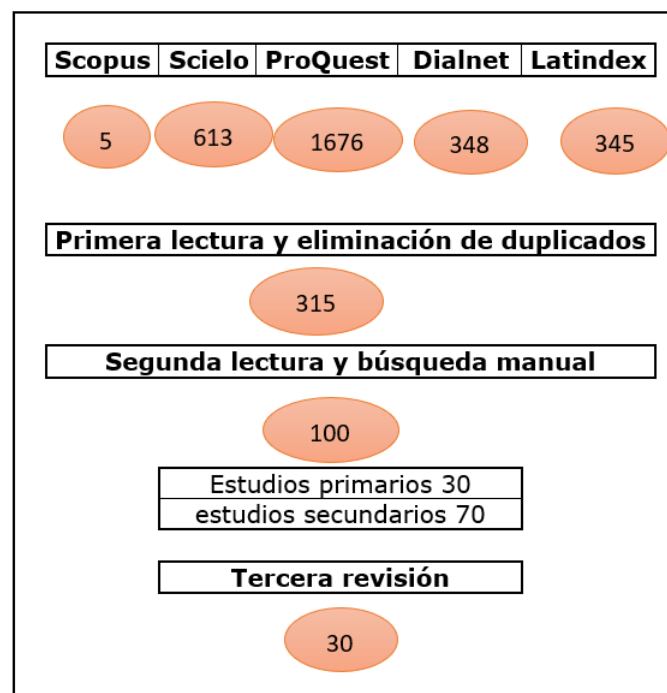 Scopus Scielo ProQuest Dialnet Latindex
5 613 1676 348 345
Primera lectura y eliminación de duplicados
315
Segunda lectura y búsqueda manual
100
Estudios primarios 30
estudios secundarios 70
Tercera revisión
30